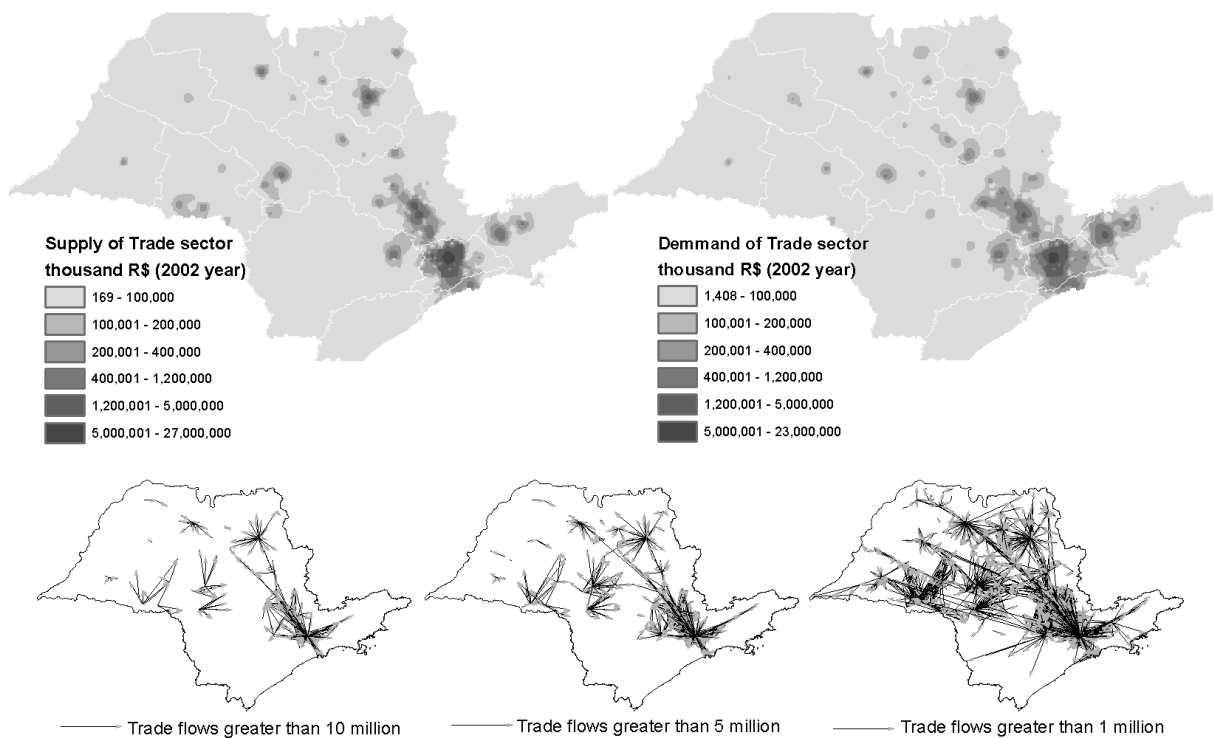 Supply of Trade sector
thousand R$ (2002 year)
169 - 100,000
100,001 - 200,000
200,001 - 400,000
400,001 - 1,200,000
1,200,001 - 5,000,000
5,000,001 - 27,000,000
Demmand of Trade sector
thousand R$ (2002 year)
1,408 - 100,000
100,001 - 200,000
200,001 - 400,000
400,001 - 1,200,000
1,200,001 - 5,000,000
5,000,001 - 23,000,000
Trade flows greater than 10 million
Trade flows greater than 5 million
Trade flows greater than 1 million